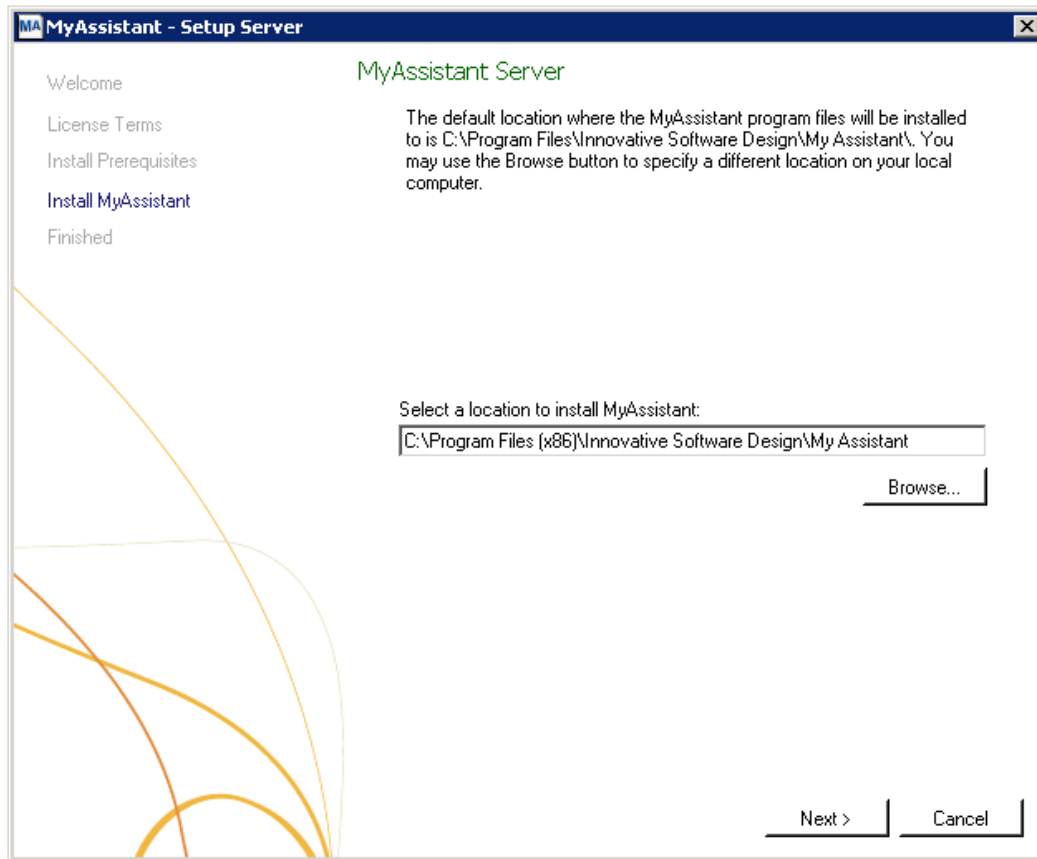 MA MyAssistant - Setup Server
Welcome
License Terms
Install Prerequisites
Install MyAssistant
Finished
MyAssistant Server
The default location where the MyAssistant program files will be installed
to is C:\Program Files\Innovative Software Design\My Assistant\. You
may use the Browse button to specify a different location on your local
computer.
Select a location to install MyAssistant:
C:\Program Files (x86)\Innovative Software Design\My Assistant
Browse...
Next >
Cancel